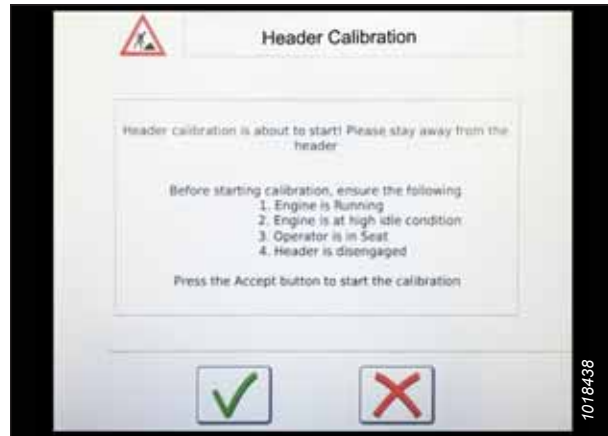 Header Calibration
Header calibration is about to start! Please stay away from the
header
Before starting calibration, ensure the following
1. Engine is Running
2. Engine is at high idle condition
3. Operator is in Seat
4. Header is disengaged
Press the Accept button to start the calibration
1018438